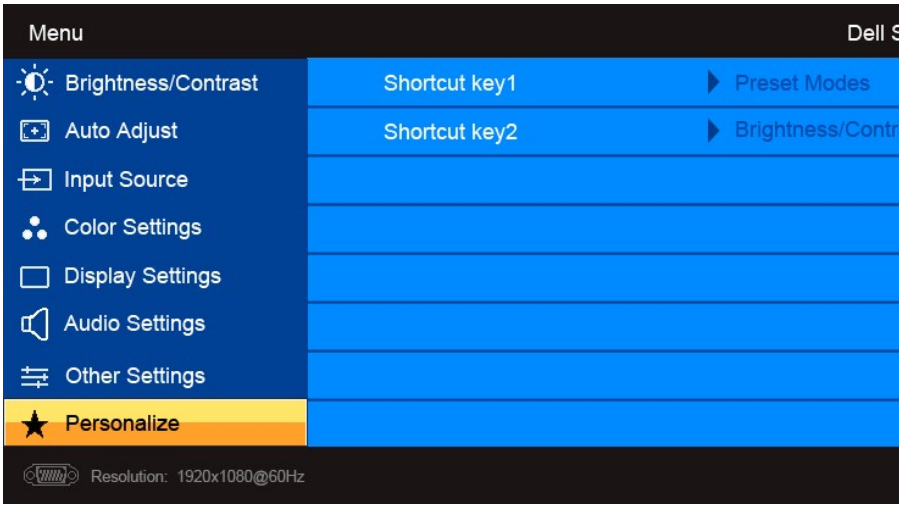 Menu
Dell
Brightness/Contrast
Shortcut key1
Preset Modes
Auto Adjust
Shortcut key2
Input Source
Color Settings
Display Settings
Audio Settings
Other Settings
Personalize
Resolution: 1920x1080@60Hz